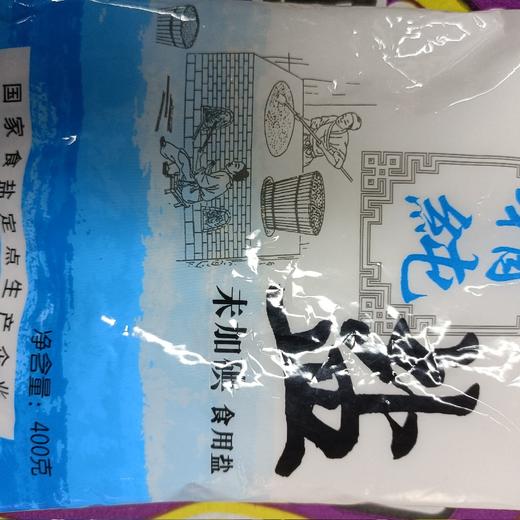 精纯
盐
未加碘 食用盐
净含量：400克
国家食盐定点生产企业